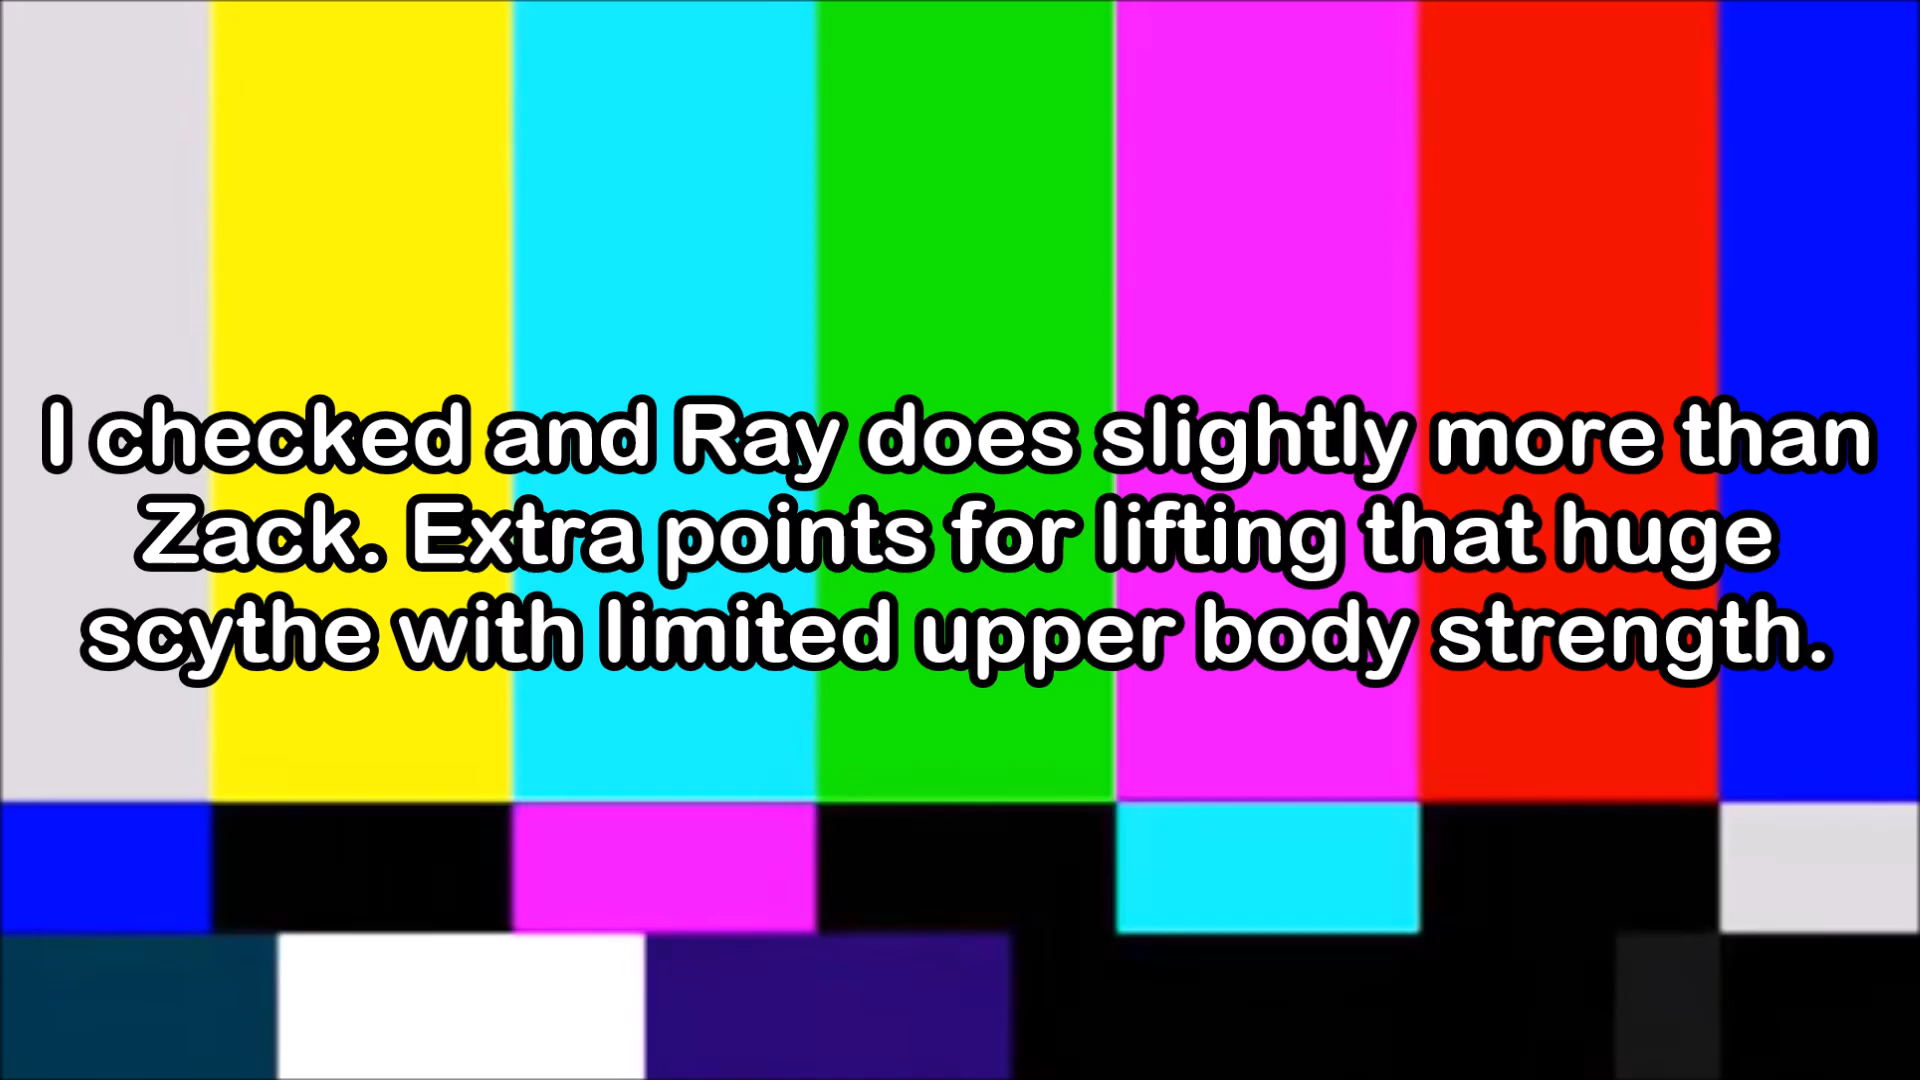 I checked and Ray does slightly more than
Zack. Extra points for lifting that huge
scythe with limited upper body strength.